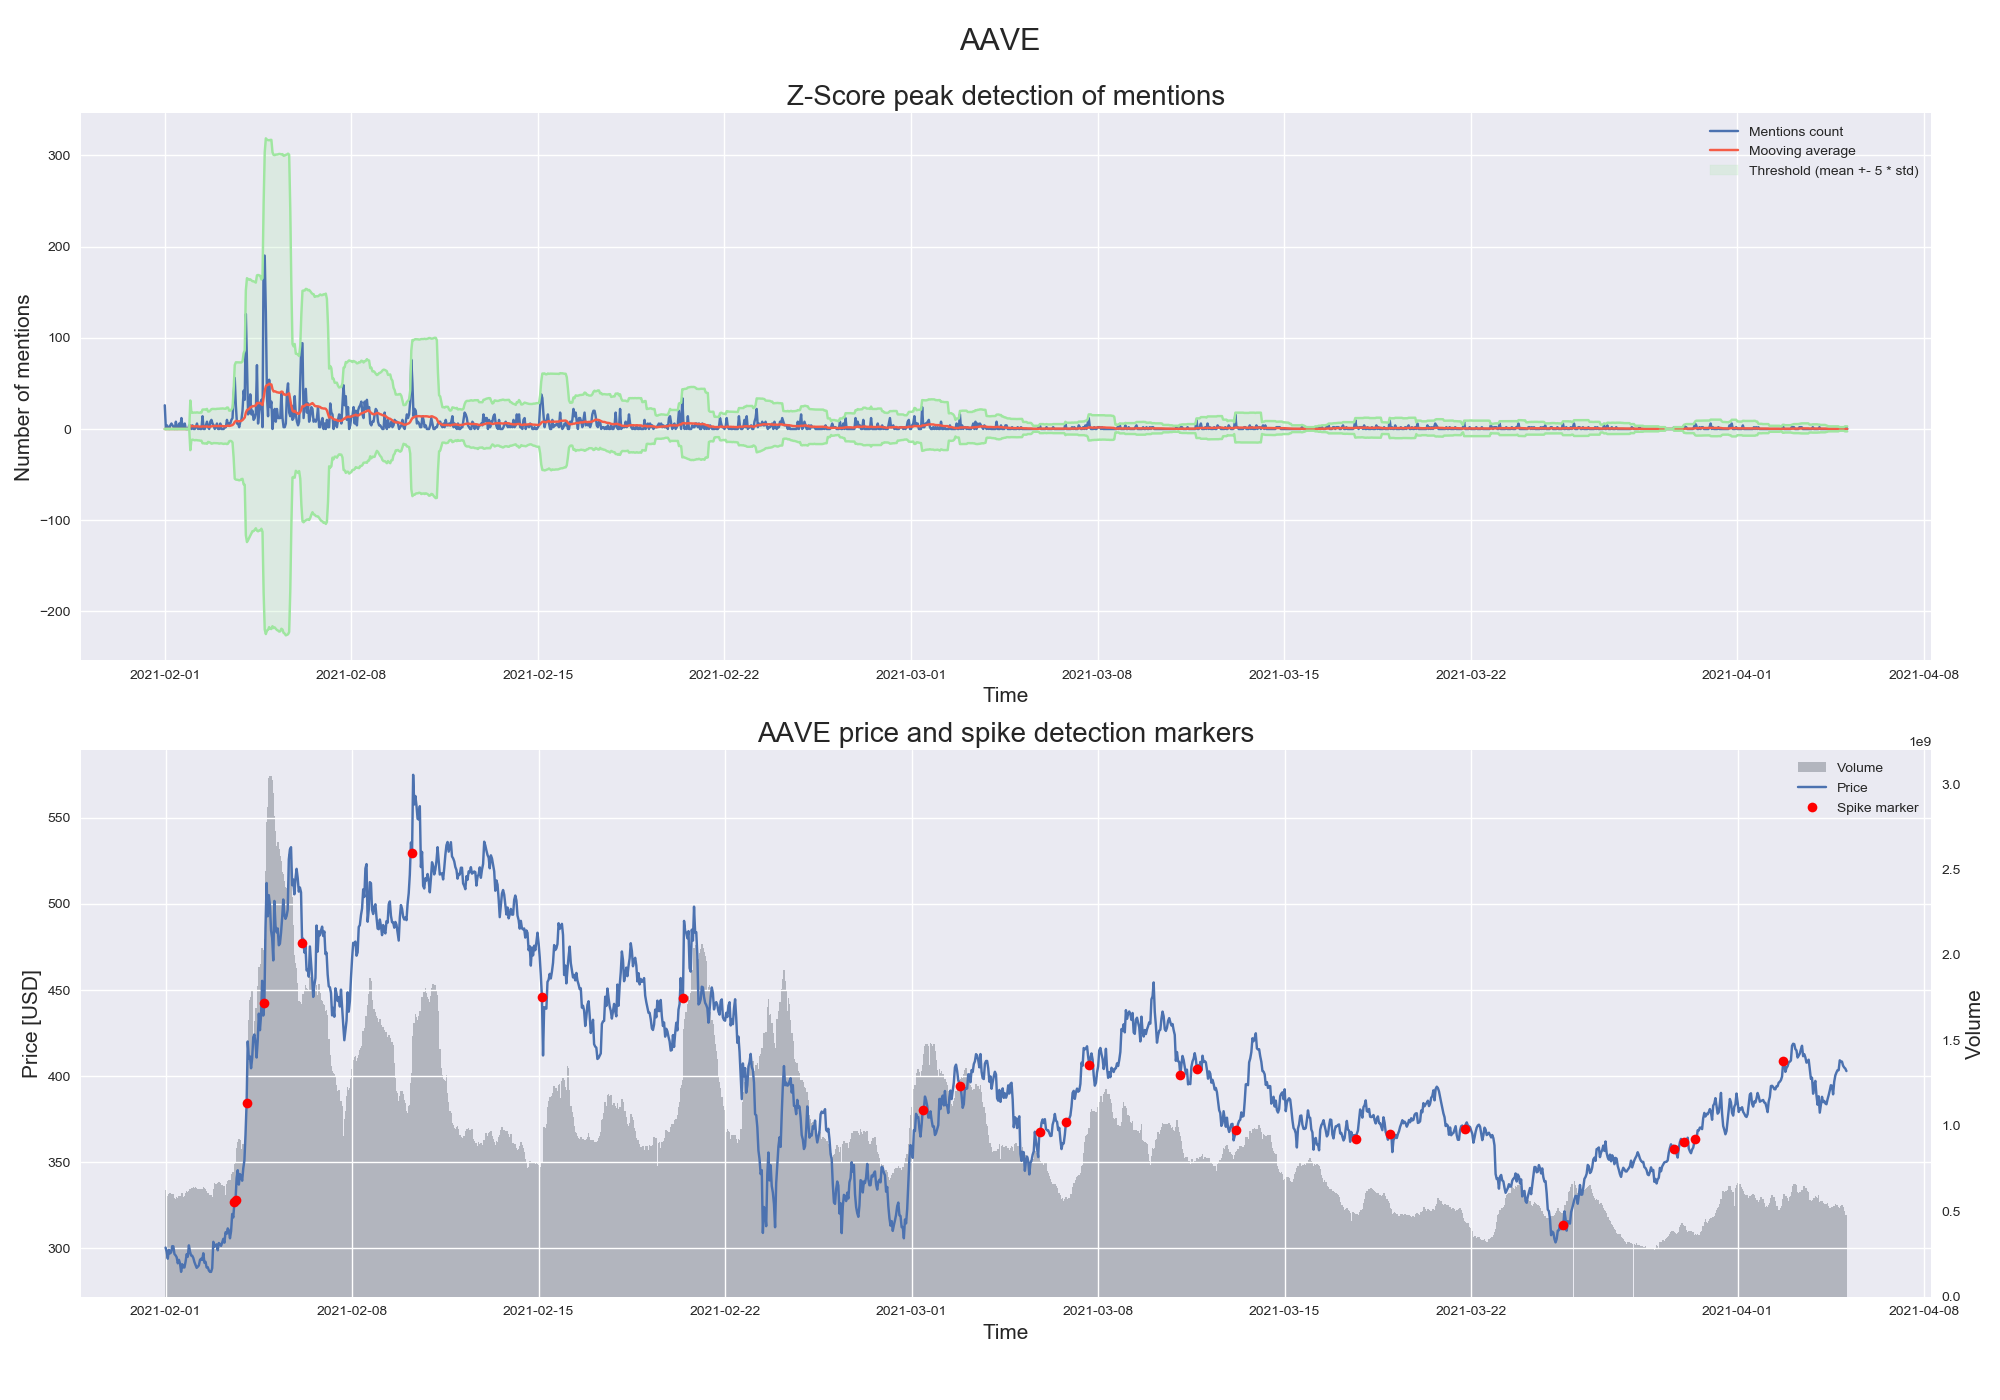 AAVE
Z-Score peak detection of mentions
Mentions count
Mooving average
Threshold (mean +- 5 * std)
Number of mentions
300
200
100
0
−100
−200
2021-02-01 2021-02-08 2021-02-15 2021-02-22 2021-03-01 2021-03-08 2021-03-15 2021-03-22 2021-04-01 2021-04-08
Time
AAVE price and spike detection markers
1e9
Volume
Price
Spike marker
Price [USD]
550
500
450
400
350
300
3.0
2.5
2.0
1.5
1.0
0.5
0.0
Volume
2021-02-01 2021-02-08 2021-02-15 2021-02-22 2021-03-01 2021-03-08 2021-03-15 2021-03-22 2021-04-01 2021-04-08
Time